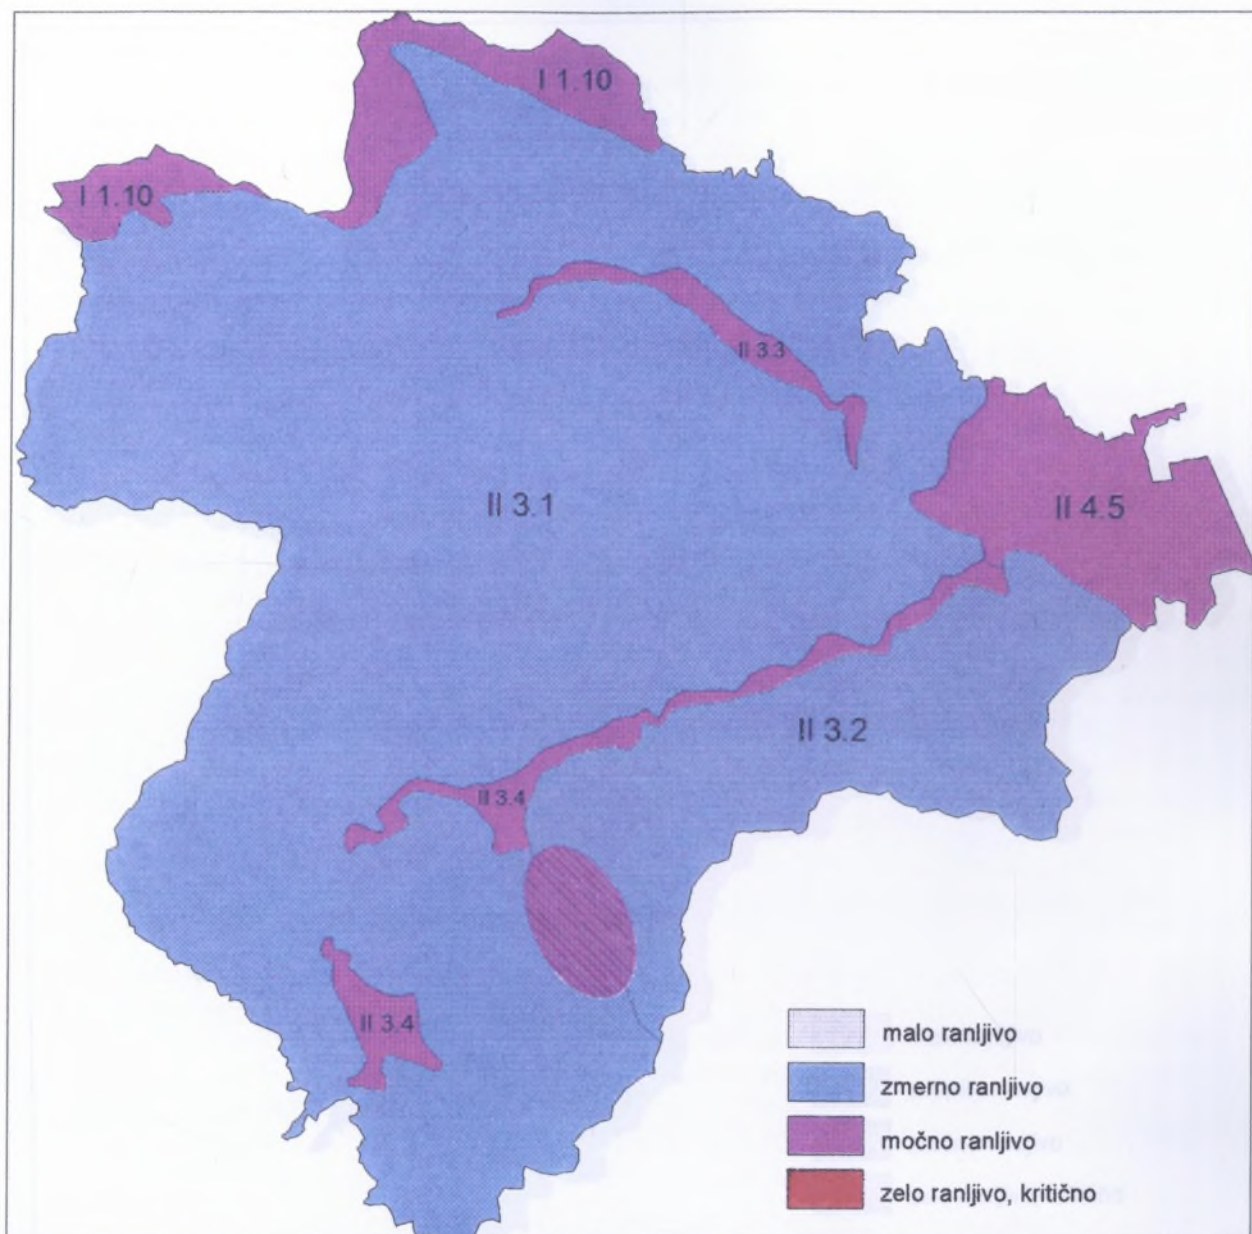 I 1.10
I 1.10
II 3.3
II 3.1
II 4.5
II 3.2
II 3.4
II 3.4
malo ranljivo
zmerno ranljivo
močno ranljivo
zelo ranljivo, kritično